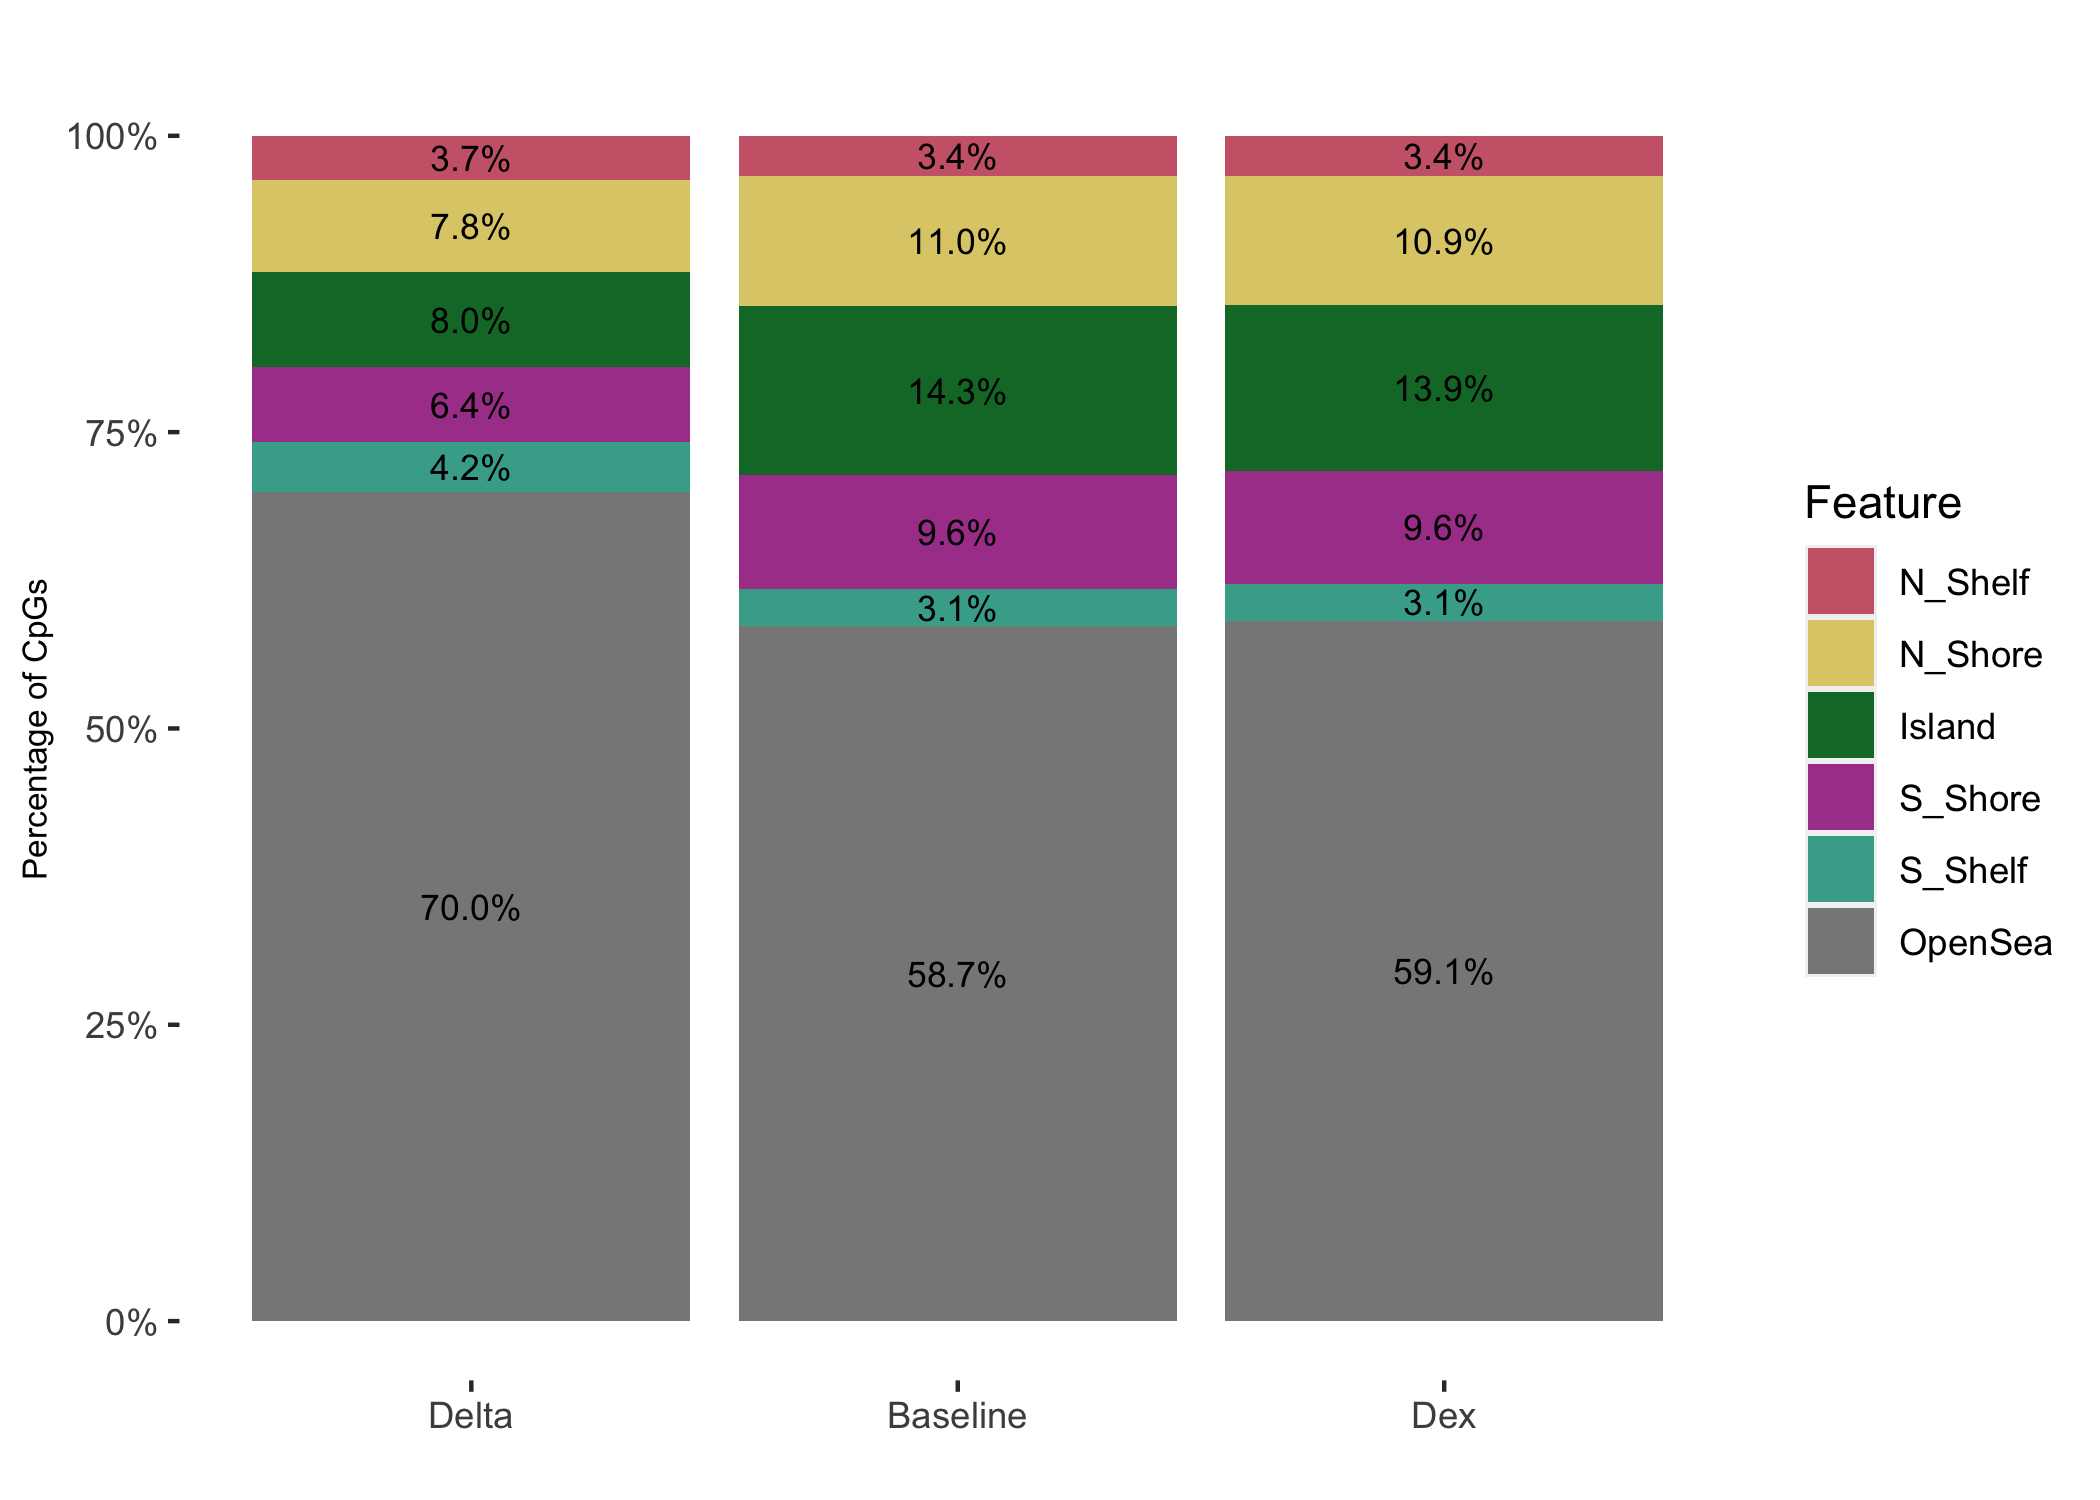 Percentage of CpGs
100%
75%
50%
25%
0%
3.7%
7.8%
8.0%
6.4%
4.2%
70.0%
3.4%
11.0%
14.3%
9.6%
3.1%
58.7%
3.4%
10.9%
13.9%
9.6%
3.1%
59.1%
Delta
Baseline
Dex
Feature
N_Shelf
N_Shore
Island
S_Shore
S_Shelf
OpenSea